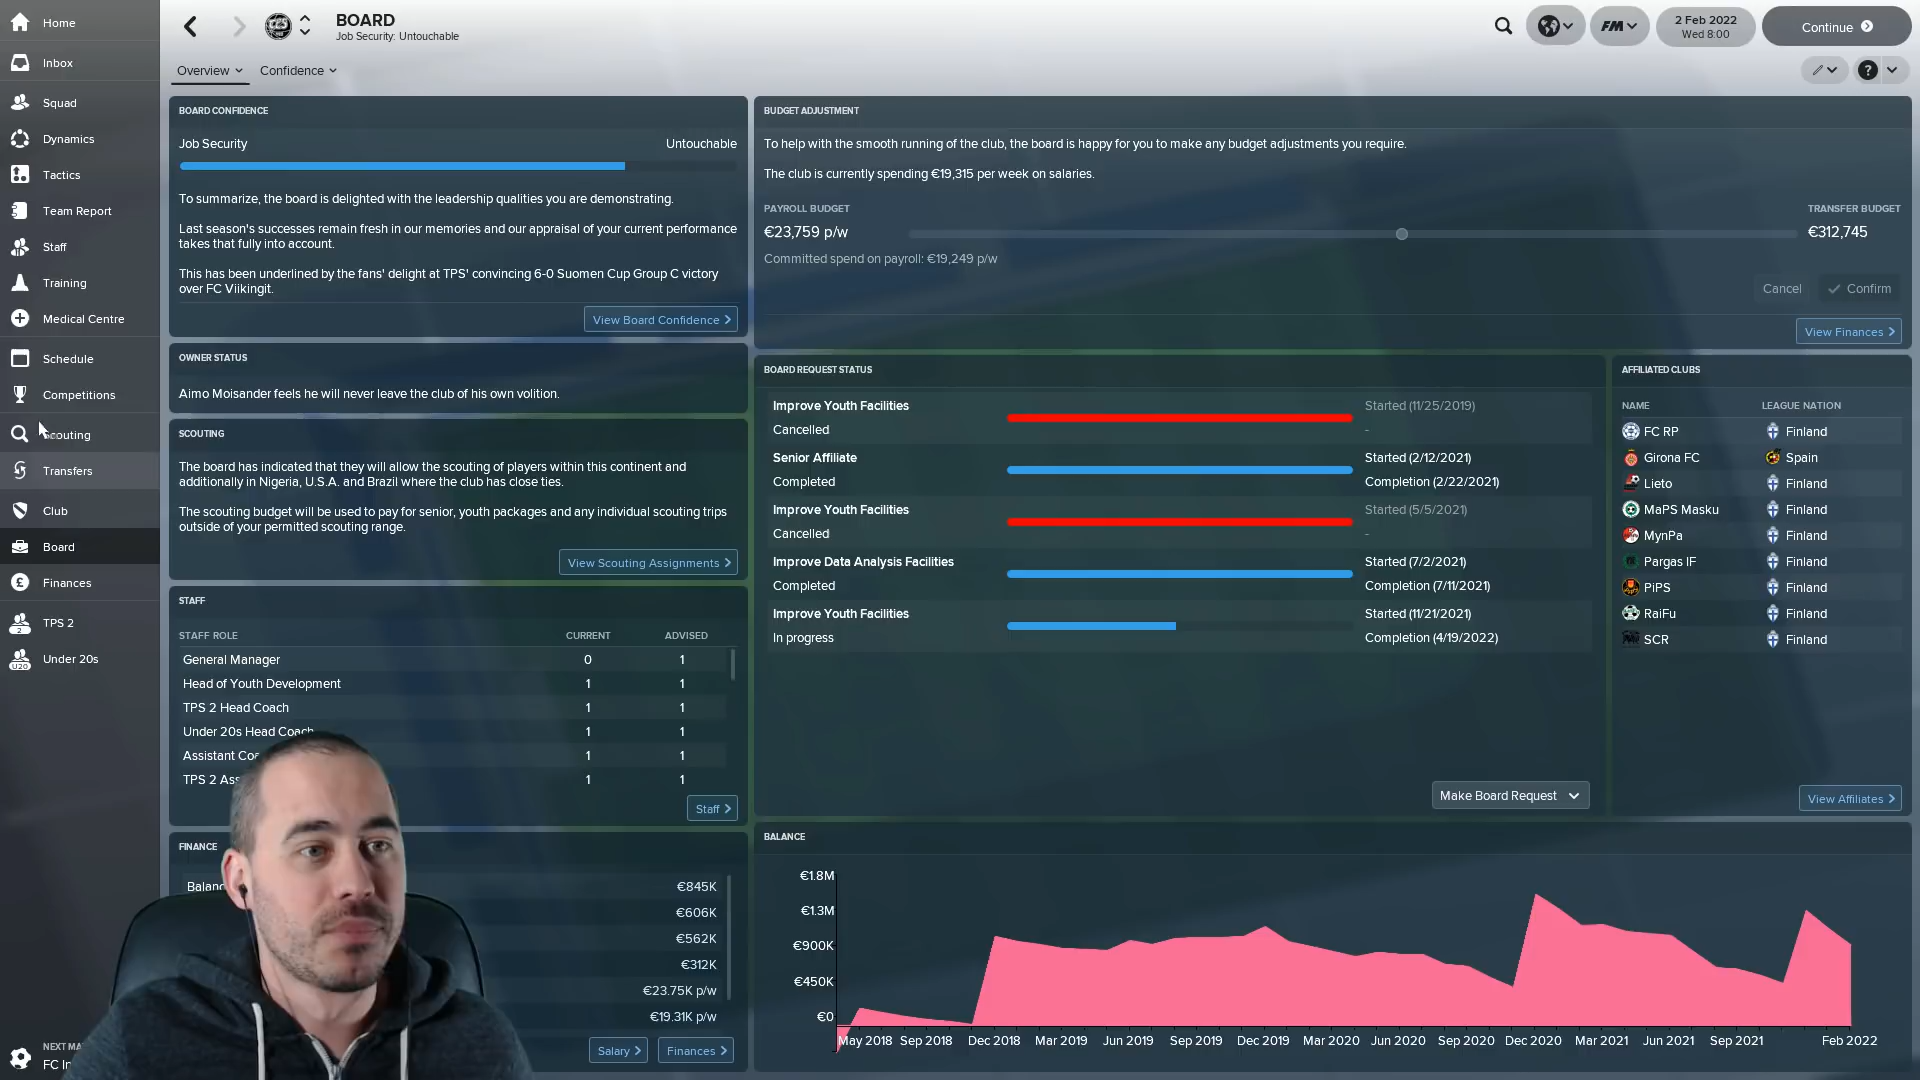 Home
Inbox
Squad
Dynamics
Tactics
Team Report
Staff
Training
Medical Centre
Schedule
Competitions
Transfers
Club
Board
Finances
TPS 2
Under 20s
NEXT MA
BOARD
Job Security: Untouchable
FM
2 Feb 2022
Wed 8:00
Continue
Overview
Confidence
BOARD CONFIDENCE
Job Security Untouchable
To summarize, the board is delighted with the leadership qualities you are demonstrating.
Last season's successes remain fresh in our memories and our appraisal of your current performance
takes that fully into account.
This has been underlined by the fans' delight at TPS' convincing 6-0 Suomen Cup Group C victory
over FC Viikingit.
View Board Confidence
OWNER STATUS
Aimo Moisander feels he will never leave the club of his own volition.
SCOUTING
The board has indicated that they will allow the scouting of players within this continent and
additionally in Nigeria, U.S.A. and Brazil where the club has close ties.
The scouting budget will be used to pay for senior, youth packages and any individual scouting trips
outside of your permitted scouting range.
View Scouting Assignments
STAFF
STAFF ROLE CURRENT ADVISED
General Manager 0 1
Head of Youth Development 1 1
TPS 2 Head Coach 1 1
Under 20s Head Coach 1 1
Assistant 1 1
TPS 2 1 1
Staff
FINANCE
€845K
€606K
€562K
€312K
€23.75K p/w
€19.31K p/w
Salary
Finances
BUDGET ADJUSTMENT
To help with the smooth running of the club, the board is happy for you to make any budget adjustments you require.
The club is currently spending €19,315 per week on salaries.
PAYROLL BUDGET
€23,759 p/w
TRANSFER BUDGET
€312,745
Committed spend on payroll: €19,249 p/w
Cancel
Confirm
View Finances
BOARD REQUEST STATUS
Improve Youth Facilities Started (11/25/2019)
Cancelled -
Senior Affiliate Started (2/12/2021)
Completed Completion (2/22/2021)
Improve Youth Facilities Started (5/5/2021)
Cancelled -
Improve Data Analysis Facilities Started (7/2/2021)
Completed Completion (7/11/2021)
Improve Youth Facilities Started (11/21/2021)
In progress Completion (4/19/2022)
Make Board Request
AFFILIATED CLUBS
NAME LEAGUE NATION
FC RP Finland
Girona FC Spain
Lieto Finland
MaPS Masku Finland
MynPa Finland
Pargas IF Finland
PiPS Finland
RaiFu Finland
SCR Finland
View Affiliates
BALANCE
€1.8M
€1.3M
€900K
€450K
€0
May 2018 Sep 2018 Dec 2018 Mar 2019 Jun 2019 Sep 2019 Dec 2019 Mar 2020 Jun 2020 Sep 2020 Dec 2020 Mar 2021 Jun 2021 Sep 2021 Feb 2022